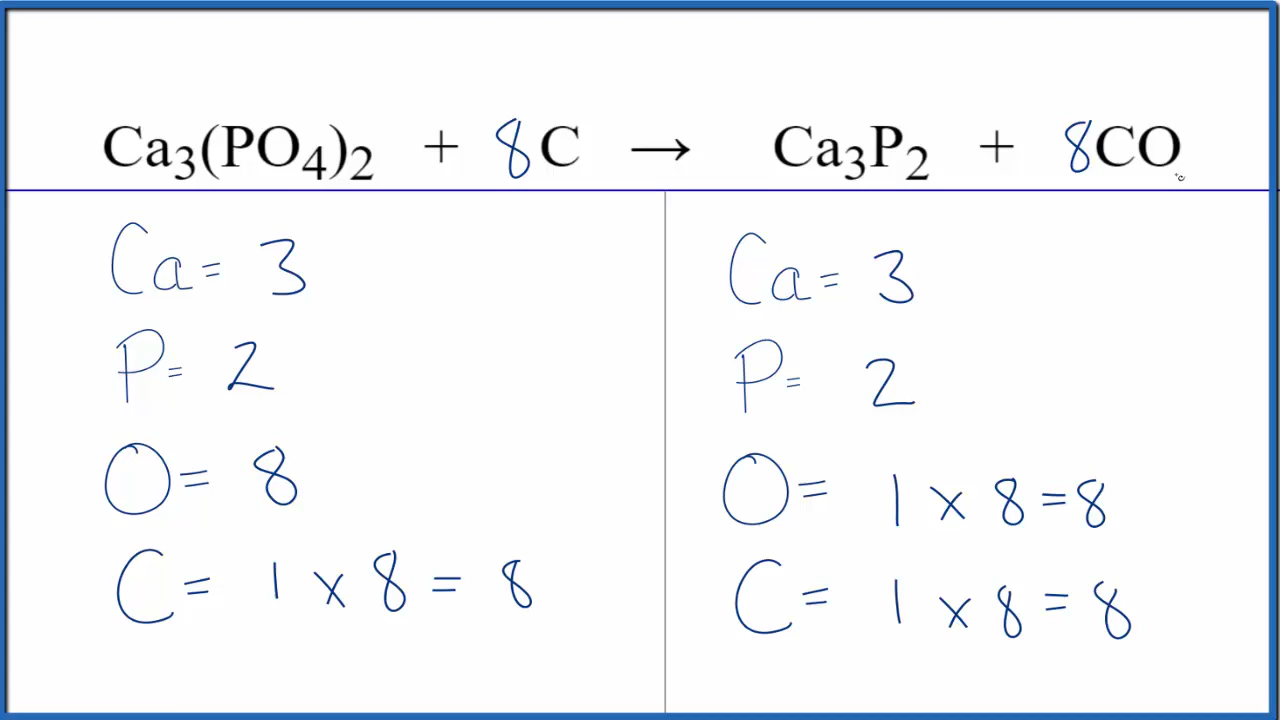 Ca₃(PO₄)₂ + 8C → Ca₃P₂ + 8CO
Ca = 3
P = 2
O = 8
C = 1 x 8 = 8
Ca = 3
P = 2
O = 1 x 8 = 8
C = 1 x 8 = 8